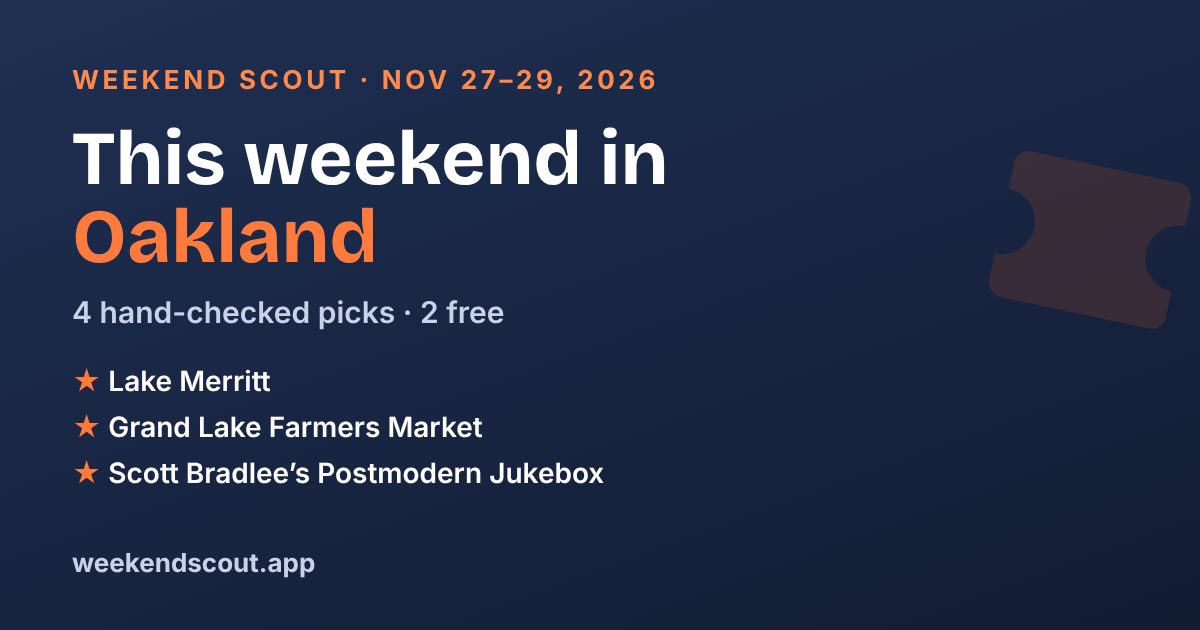 WEEKEND SCOUT · NOV 27–29, 2026
This weekend in
Oakland
4 hand-checked picks · 2 free
★ Lake Merritt
★ Grand Lake Farmers Market
★ Scott Bradlee’s Postmodern Jukebox
weekendscout.app